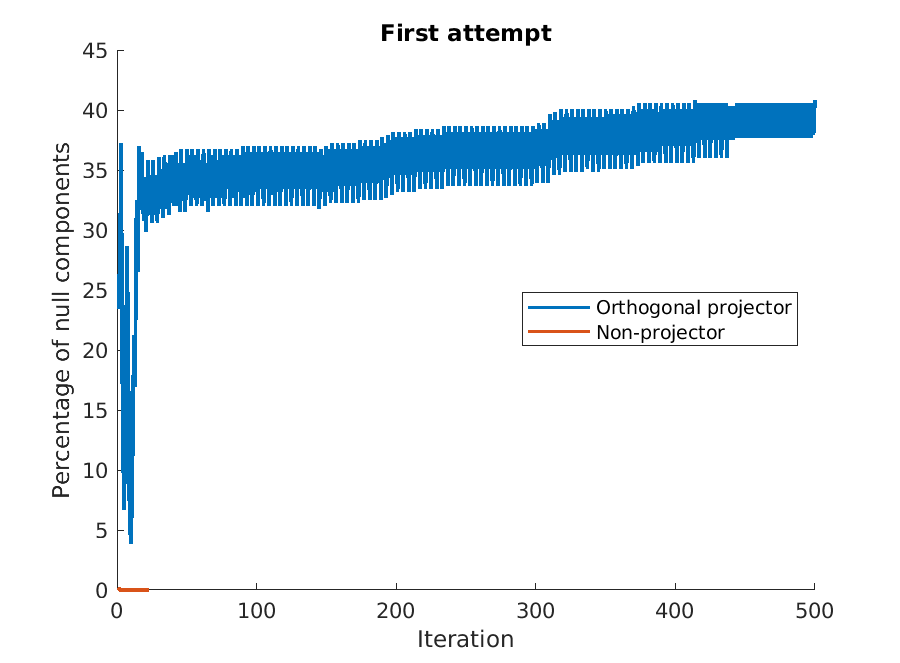 First attempt
45
40
35
30
25
20
15
10
5
0
Percentage of null components
Orthogonal projector
Non-projector
0 100 200 300 400 500
Iteration